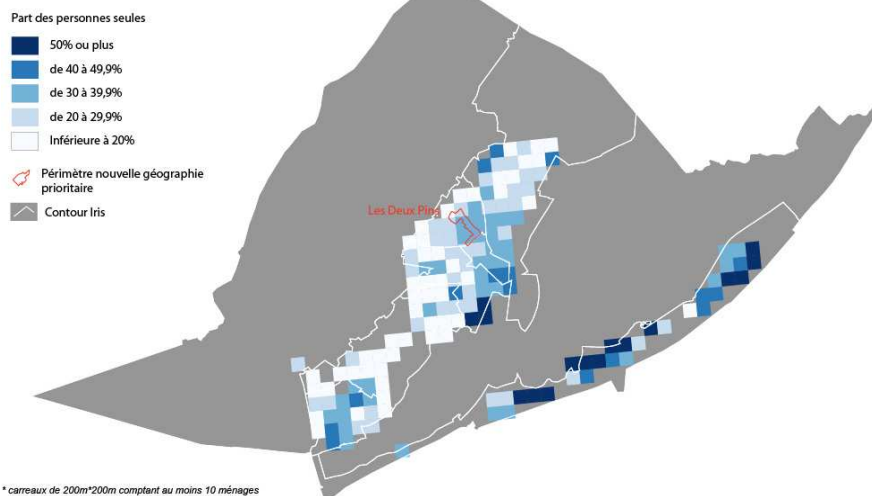 Part des personnes seules
50% ou plus
de 40 à 49,9%
de 30 à 39,9%
de 20 à 29,9%
Inférieure à 20%
Périmètre nouvelle géographie
prioritaire
Contour Iris
Les Deux Pins
* carreaux de 200m*200m comptant au moins 10 ménages